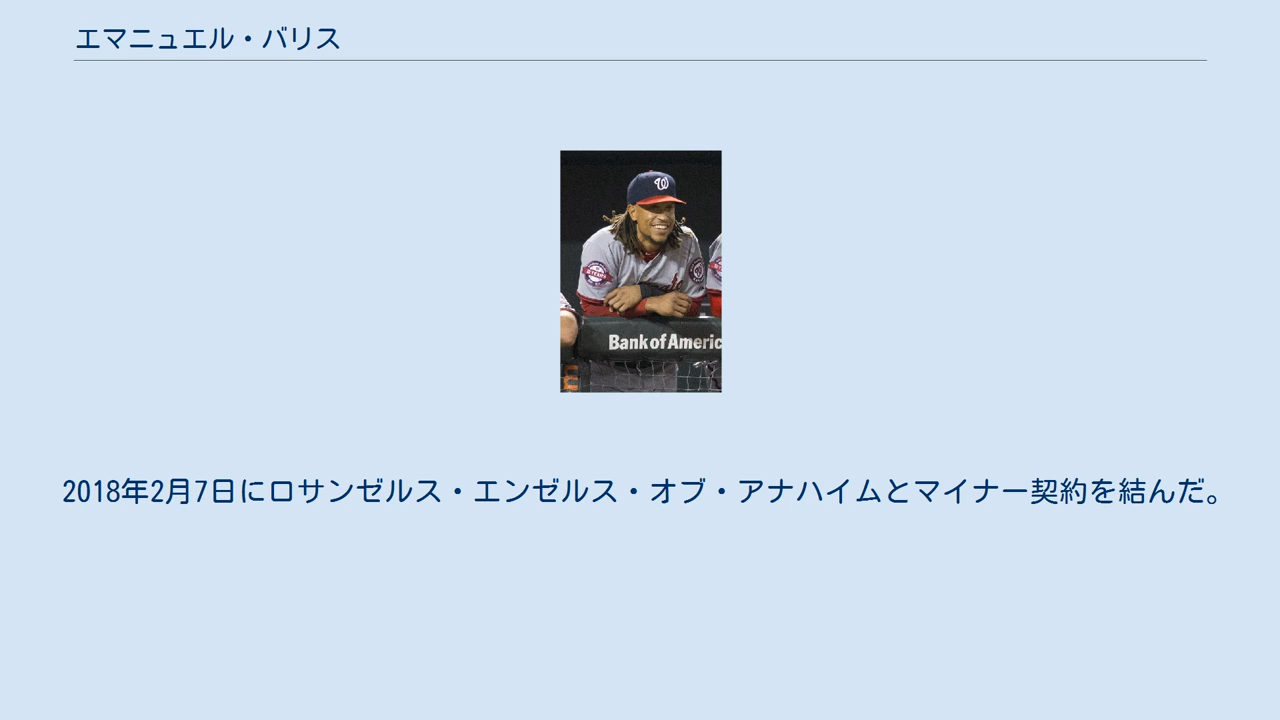 エマニュエル・バリス
W
Bank of Americ
E
2018年2月7日にロサンゼルス・エンゼルス・オブ・アナハイムとマイナー契約を結んだ。